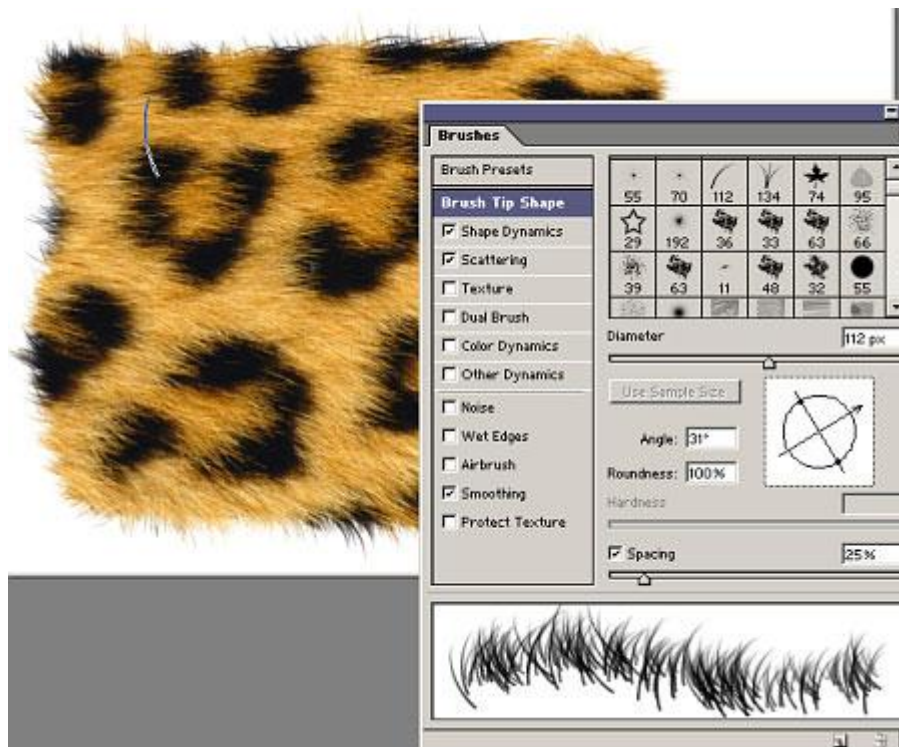 Brushes
Brush Presets
Brush Tip Shape
Shape Dynamics
Scattering
Texture
Dual Brush
Color Dynamics
Other Dynamics
Noise
Wet Edges
Airbrush
Smoothing
Protect Texture
55 70 112 134 74 95
29 192 36 33 63 66
39 63 11 48 32 55
Diameter 112 px
Use Sample Size
Angle: 31°
Roundness: 100%
Hardness
Spacing 25%